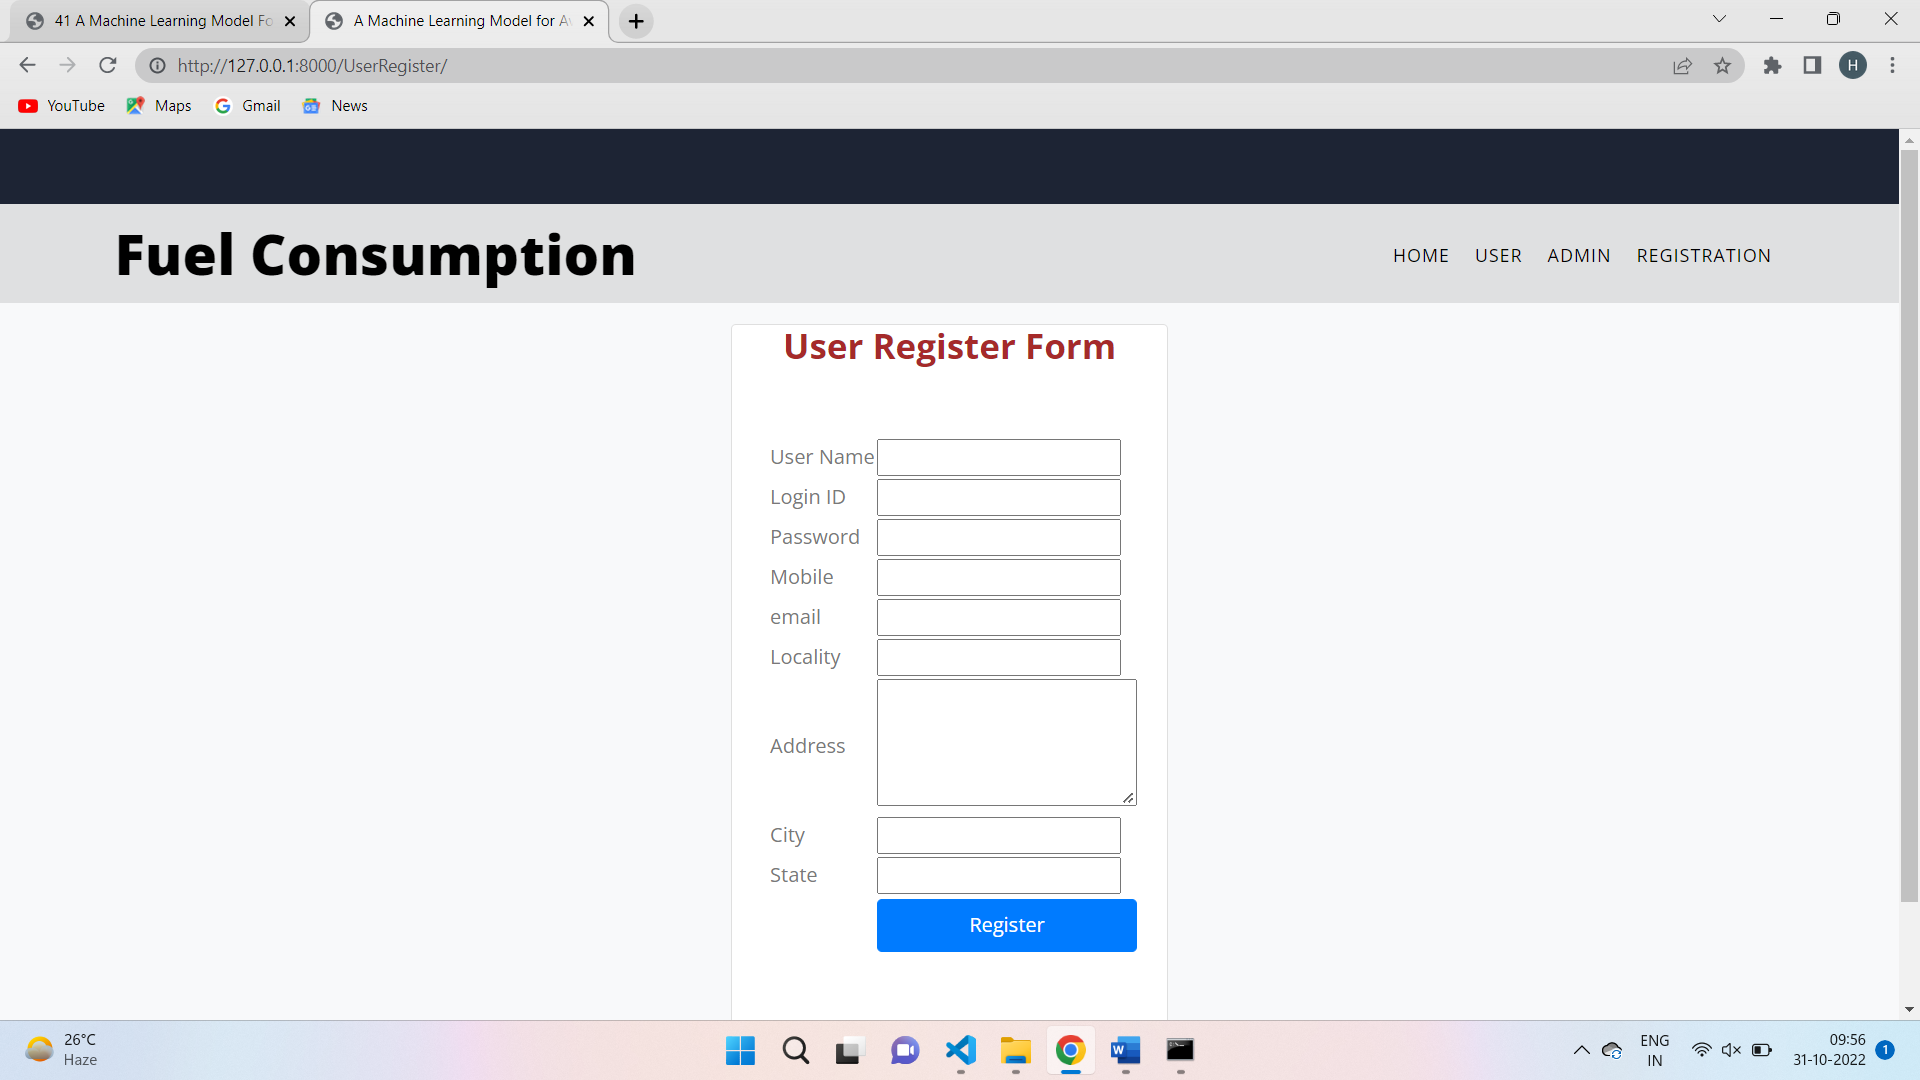 41 A Machine Learning Model Fo
A Machine Learning Model for Av
http://127.0.0.1:8000/UserRegister/
H
YouTube
Maps
Gmail
News
Fuel Consumption
HOME
USER
ADMIN
REGISTRATION
User Register Form
User Name
Login ID
Password
Mobile
email
Locality
Address
City
State
Register
26°C
Haze
ENG
IN
09:56
31-10-2022
1